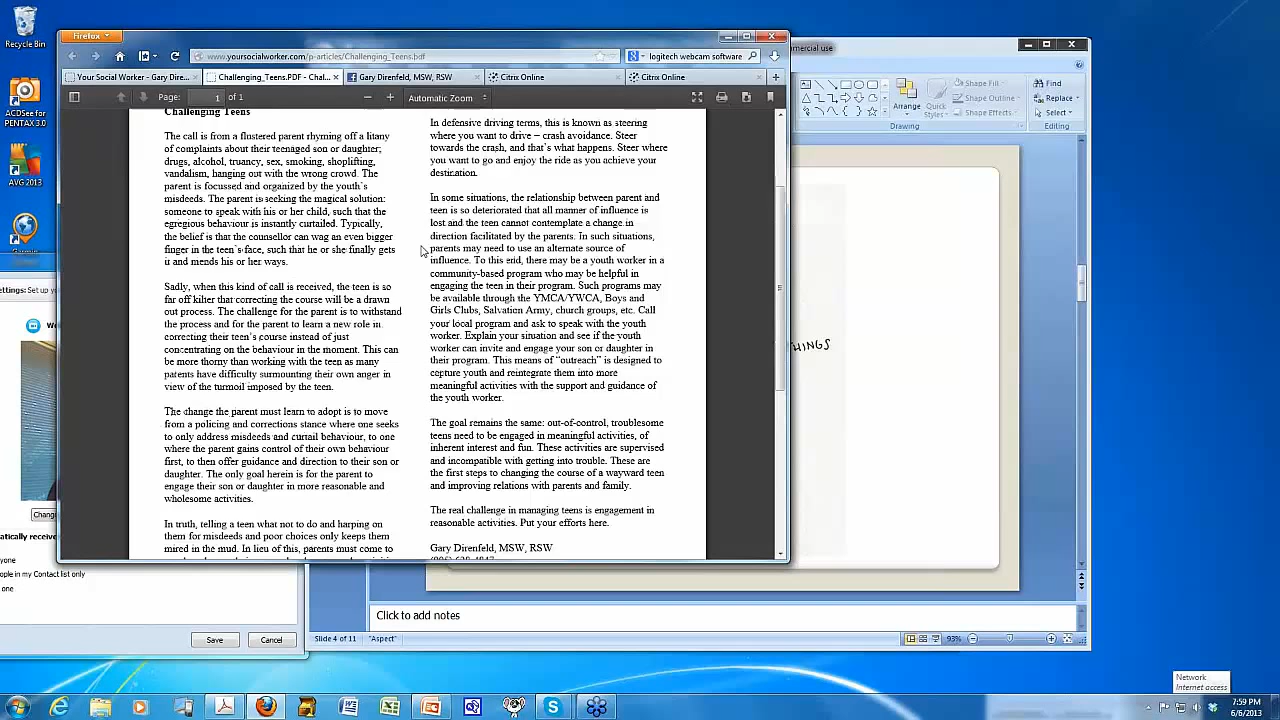 Recycle Bin
ACDSee for
PENTAX 3.0
AVG 2013
Firefox
www.yoursocialworker.com/p-articles/Challenging_Teens.pdf
logitech webcam software
Your Social Worker - Gary Dire...
Challenging_Teens.PDF - Chal...
Gary Direnfeld, MSW, RSW
Citrix Online
Citrix Online
Page: 1 of 1
Automatic Zoom
Challenging Teens
The call is from a flustered parent rhyming off a litany
of complaints about their teenaged son or daughter;
drugs, alcohol, truancy, sex, smoking, shoplifting,
vandalism, hanging out with the wrong crowd. The
parent is focussed and organized by the youth's
misdeeds. The parent is seeking the magical solution:
someone to speak with his or her child, such that the
egregious behaviour is instantly curtailed. Typically,
the belief is that the counsellor can wag an even bigger
finger in the teen's face, such that he or she finally gets
it and mends his or her ways.
Sadly, when this kind of call is received, the teen is so
far off kilter that correcting the course will be a drawn
out process. The challenge for the parent is to withstand
the process and for the parent to learn a new role in
correcting their teen's course instead of just
concentrating on the behaviour in the moment. This can
be more thorny than working with the teen as many
parents have difficulty surmounting their own anger in
view of the turmoil imposed by the teen.
The change the parent must learn to adopt is to move
from a policing and corrections stance where one seeks
to only address misdeeds and curtail behaviour, to one
where the parent gains control of their own behaviour
first, to then offer guidance and direction to their son or
daughter. The only goal herein is for the parent to
engage their son or daughter in more reasonable and
wholesome activities.
In truth, telling a teen what not to do and harping on
them for misdeeds and poor choices only keeps them
mired in the mud. In lieu of this, parents must come to
In defensive driving terms, this is known as steering
where you want to drive – crash avoidance. Steer
towards the crash, and that's what happens. Steer where
you want to go and enjoy the ride as you achieve your
destination.
In some situations, the relationship between parent and
teen is so deteriorated that all manner of influence is
lost and the teen cannot contemplate a change in
direction facilitated by the parents. In such situations,
parents may need to use an alternate source of
influence. To this end, there may be a youth worker in a
community-based program who may be helpful in
engaging the teen in their program. Such programs may
be available through the YMCA/YWCA, Boys and
Girls Clubs, Salvation Army, church groups, etc. Call
your local program and ask to speak with the youth
worker. Explain your situation and see if the youth
worker can invite and engage your son or daughter in
their program. This means of "outreach" is designed to
capture youth and reintegrate them into more
meaningful activities with the support and guidance of
the youth worker.
The goal remains the same: out-of-control, troublesome
teens need to be engaged in meaningful activities, of
inherent interest and fun. These activities are supervised
and incompatible with getting into trouble. These are
the first steps to changing the course of a wayward teen
and improving relations with parents and family.
The real challenge in managing teens is engagement in
reasonable activities. Put your efforts here.
Gary Direnfeld, MSW, RSW
mmercial use
Arrange
Quick
Styles
Shape Fill
Shape Outline
Shape Effects
Drawing
Find
Replace
Select
Editing
THINGS
Click to add notes
Slide 4 of 11
"Aspect"
93%
ettings: Set up
We
Chang
atically receive
yone
ople in my Contact list only
one
Save
Cancel
Network
Internet access
7:59 PM
6/6/2013